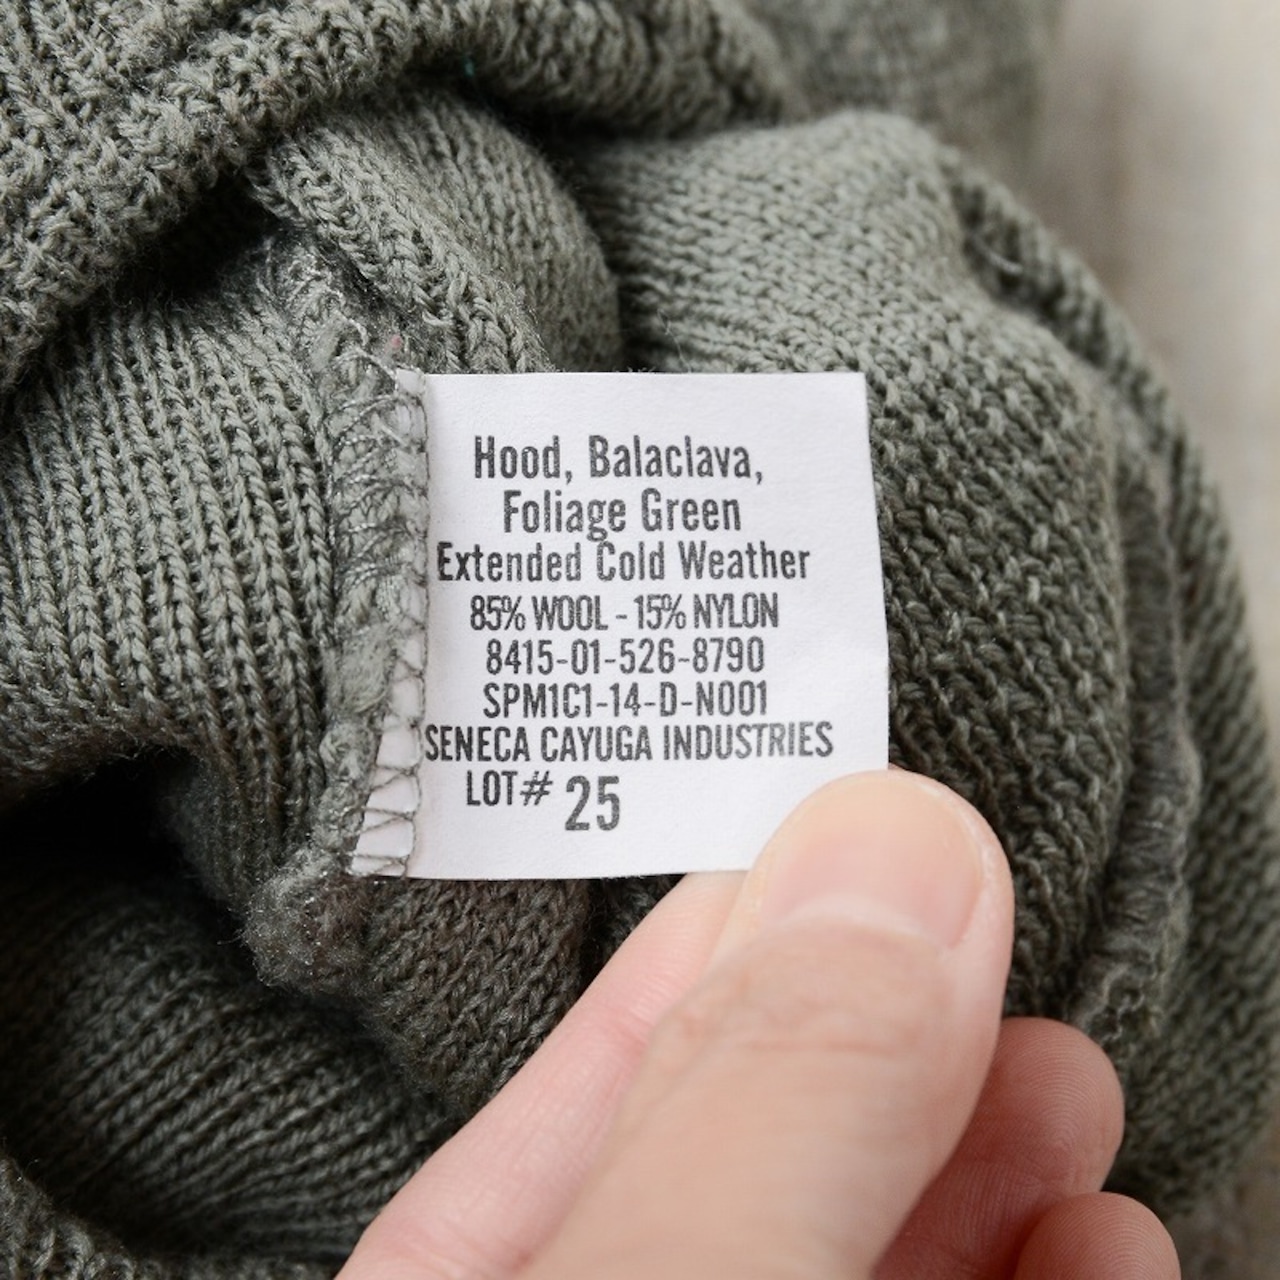 Hood, Balaclava,
Foliage Green
Extended Cold Weather
85% WOOL - 15% NYLON
8415-01-526-8790
SPM1C1-14-D-N001
SENECA CAYUGA INDUSTRIES
LOT# 25